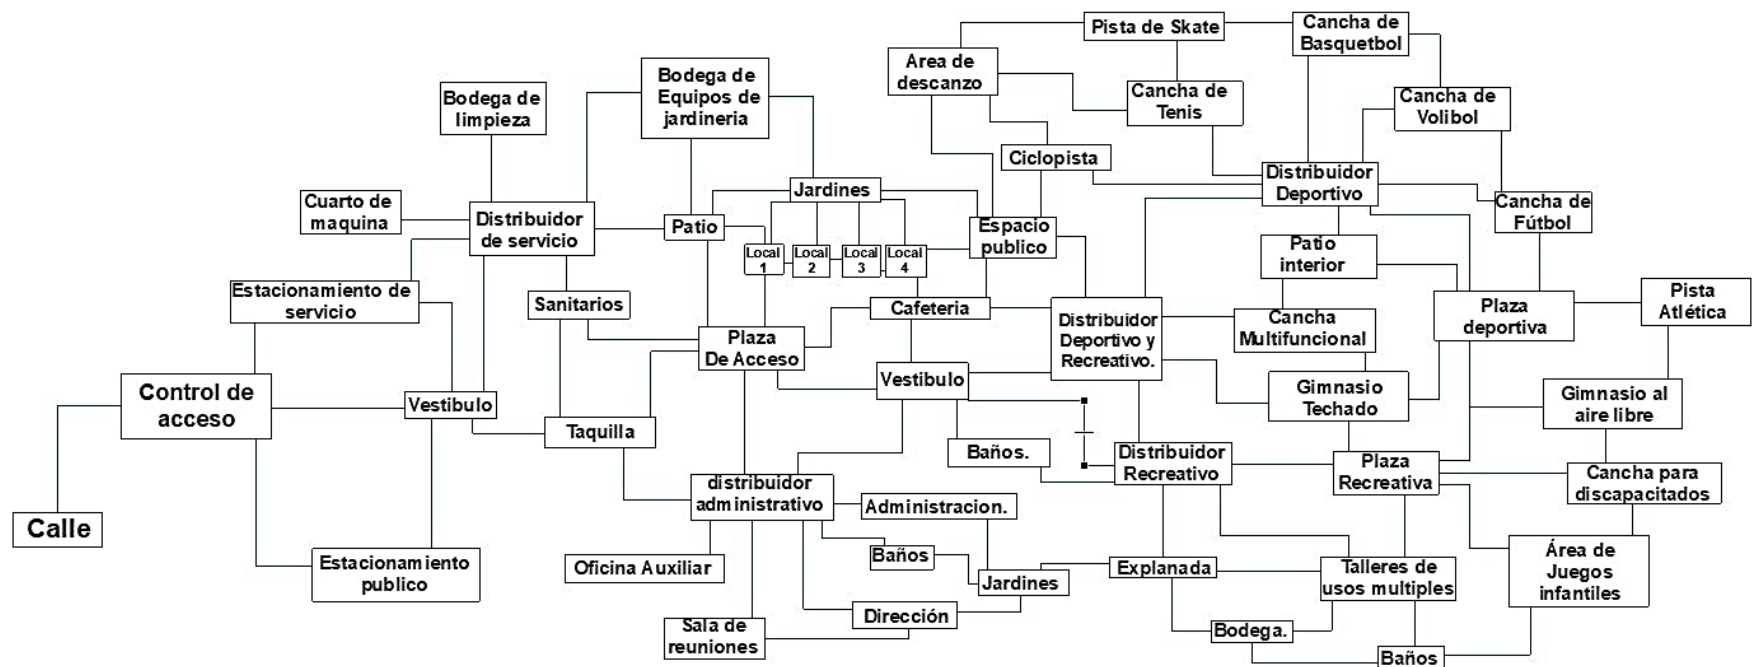 Pista de Skate
Cancha de
Basquetbol
Area de
descanzo
Bodega de
Equipos de
jardineria
Bodega de
limpieza
Cancha de
Tenis
Cancha de
Volibol
Ciclopista
Distribuidor
Deportivo
Jardines
Cuarto de
maquina
Distribuidor
de servicio
Patio
Espacio
publico
Cancha de
Fútbol
Local
1
Local
2
Local
3
Local
4
Patio
interior
Estacionamiento de
servicio
Sanitarios
Cafeteria
Plaza
deportiva
Pista
Atlética
Plaza
De Acceso
Distribuidor
Deportivo y
Recreativo.
Cancha
Multifuncional
Control de
acceso
Vestibulo
Vestibulo
Gimnasio
Techado
Gimnasio al
aire libre
Taquilla
Baños.
Distribuidor
Recreativo
Plaza
Recreativa
Cancha para
discapacitados
distribuidor
administrativo
Administracion.
Calle
Estacionamiento
publico
Oficina Auxiliar
Baños
Jardines
Explanada
Talleres de
usos multiples
Área de
Juegos
infantiles
Dirección
Sala de
reuniones
Bodega.
Baños